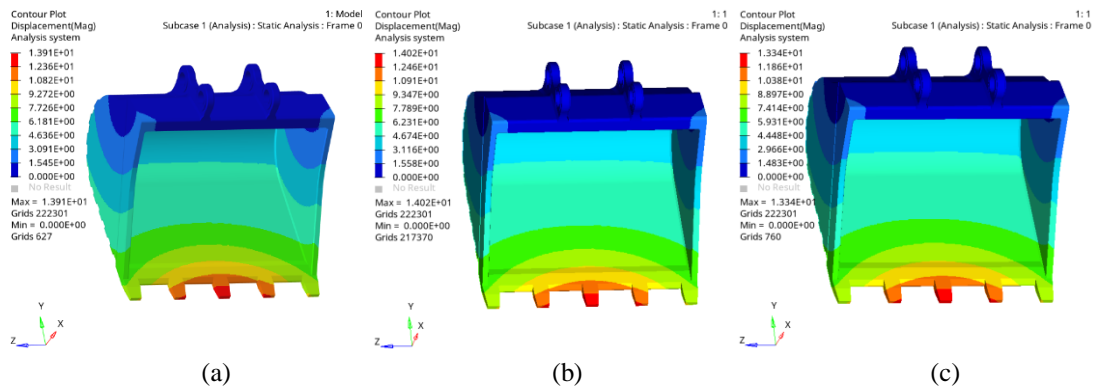 Contour Plot
Displacement(Mag)
Analysis system
1: Model
Subcase 1 (Analysis) : Static Analysis : Frame 0
1.391E+01
1.236E+01
1.082E+01
9.272E+00
7.726E+00
6.181E+00
4.636E+00
3.091E+00
1.545E+00
0.000E+00
No Result
Max = 1.391E+01
Grids 222301
Min = 0.000E+00
Grids 627
Y
X
Z
(a)
Contour Plot
Displacement(Mag)
Analysis system
1: 1
Subcase 1 (Analysis) : Static Analysis : Frame 0
1.402E+01
1.246E+01
1.091E+01
9.347E+00
7.789E+00
6.231E+00
4.674E+00
3.116E+00
1.558E+00
0.000E+00
No Result
Max = 1.402E+01
Grids 222301
Min = 0.000E+00
Grids 217370
Y
X
Z
(b)
Contour Plot
Displacement(Mag)
Analysis system
1: 1
Subcase 1 (Analysis) : Static Analysis : Frame 0
1.334E+01
1.186E+01
1.038E+01
8.897E+00
7.414E+00
5.931E+00
4.448E+00
2.966E+00
1.483E+00
0.000E+00
No Result
Max = 1.334E+01
Grids 222301
Min = 0.000E+00
Grids 760
Y
X
Z
(c)